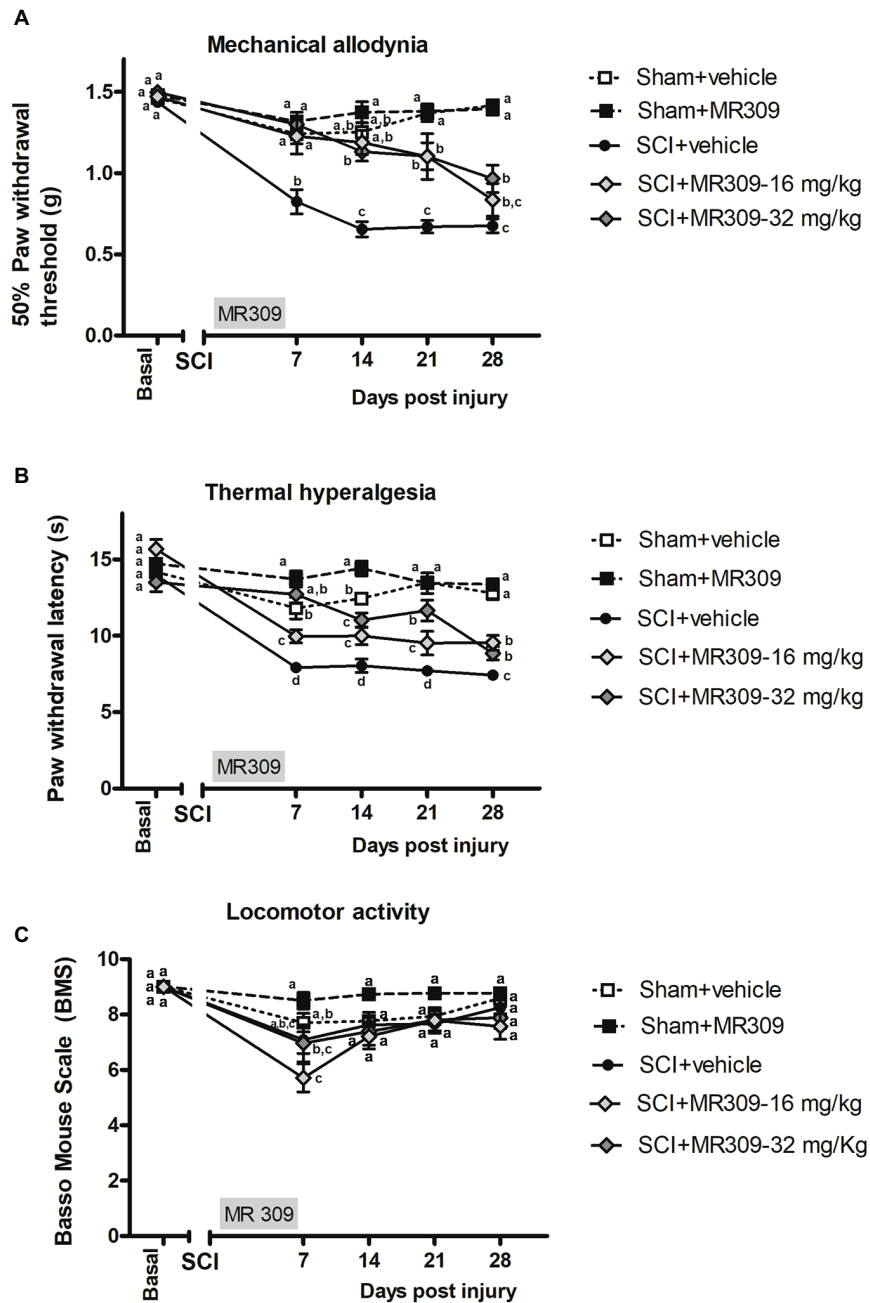 A
Mechanical allodynia
50% Paw withdrawal
threshold (g)
1.5
1.0
0.5
0.0
a a
a
a a
a a a a
a
a,b a
a a a,b a
b b b
b b
b,c
c c c
MR309
Basal SCI 7 14 21 28
Days post injury
Sham+vehicle
Sham+MR309
SCI+vehicle
SCI+MR309-16 mg/kg
SCI+MR309-32 mg/kg
B
Thermal hyperalgesia
Paw withdrawal latency (s)
15
10
5
0
a
a
a
a
a a a a
a,b b a
b c b
c c c b
b
d d d c
MR309
Basal SCI 7 14 21 28
Days post injury
Sham+vehicle
Sham+MR309
SCI+vehicle
SCI+MR309-16 mg/kg
SCI+MR309-32 mg/kg
C
Locomotor activity
Basso Mouse Scale (BMS)
10
8
6
4
2
0
a a
a
a a
a a a a
a,b a a a
a,b,c a
b,c a a a a a
a a a
c
MR 309
Basal SCI 7 14 21 28
Days post injury
Sham+vehicle
Sham+MR309
SCI+vehicle
SCI+MR309-16 mg/kg
SCI+MR309-32 mg/Kg